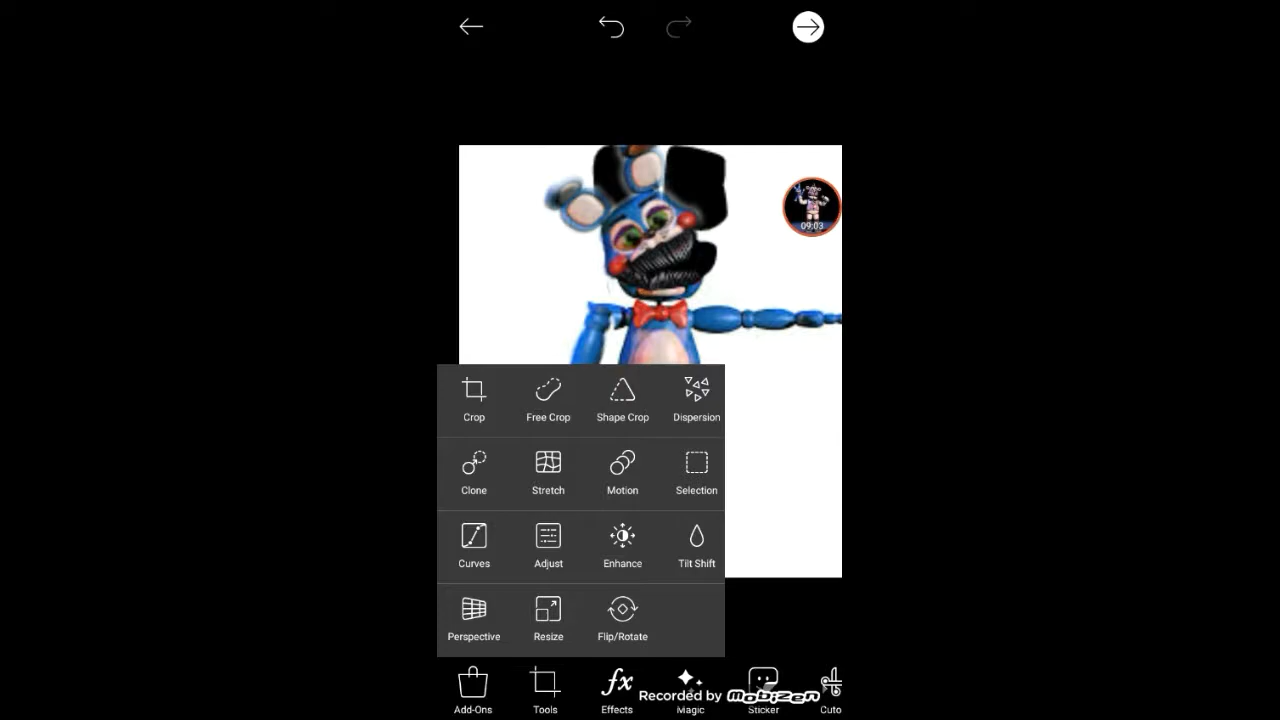 09:03
Crop Free Crop Shape Crop Dispersion
Clone Stretch Motion Selection
Curves Adjust Enhance Tilt Shift
Perspective Resize Flip/Rotate
fx
Recorded by Mobizen
Add-Ons Tools Effects Magic Sticker Cuto